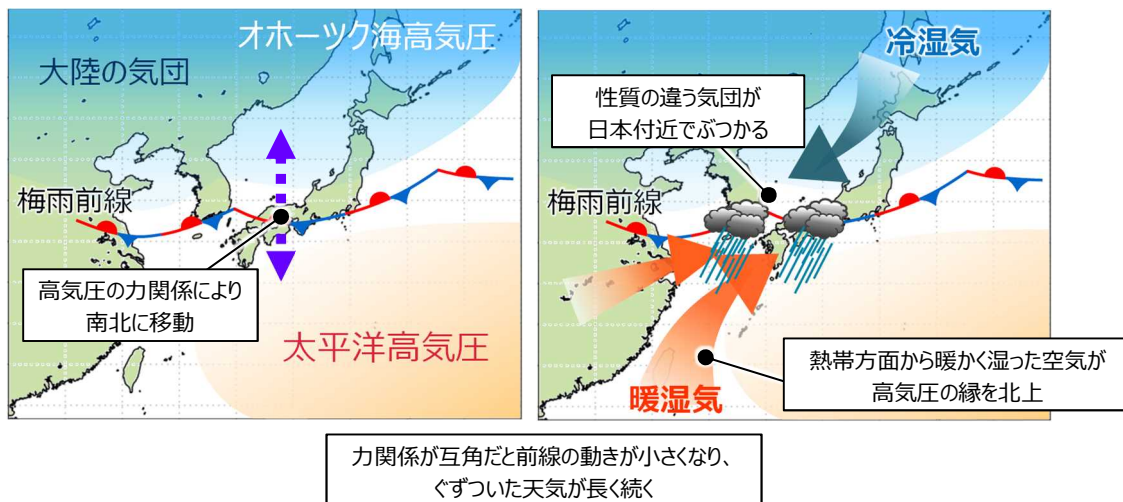 オホーツク海高気圧
大陸の気団
梅雨前線
高気圧の力関係により
南北に移動
太平洋高気圧
冷湿気
性質の違う気団が
日本付近でぶつかる
梅雨前線
暖湿気
熱帯方面から暖かく湿った空気が
高気圧の縁を北上
力関係が互角だと前線の動きが小さくなり、
ぐずついた天気が長く続く